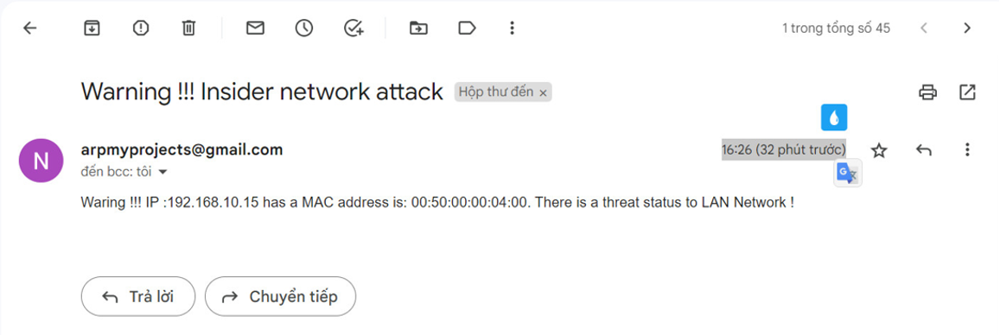 1 trong tổng số 45
Warning !!! Insider network attack Hộp thư đến ×
N arpmyprojects@gmail.com 16:26 (32 phút trước)
đến bcc: tôi
Waring !!! IP :192.168.10.15 has a MAC address is: 00:50:00:00:04:00. There is a threat status to LAN Network !
Trả lời Chuyển tiếp